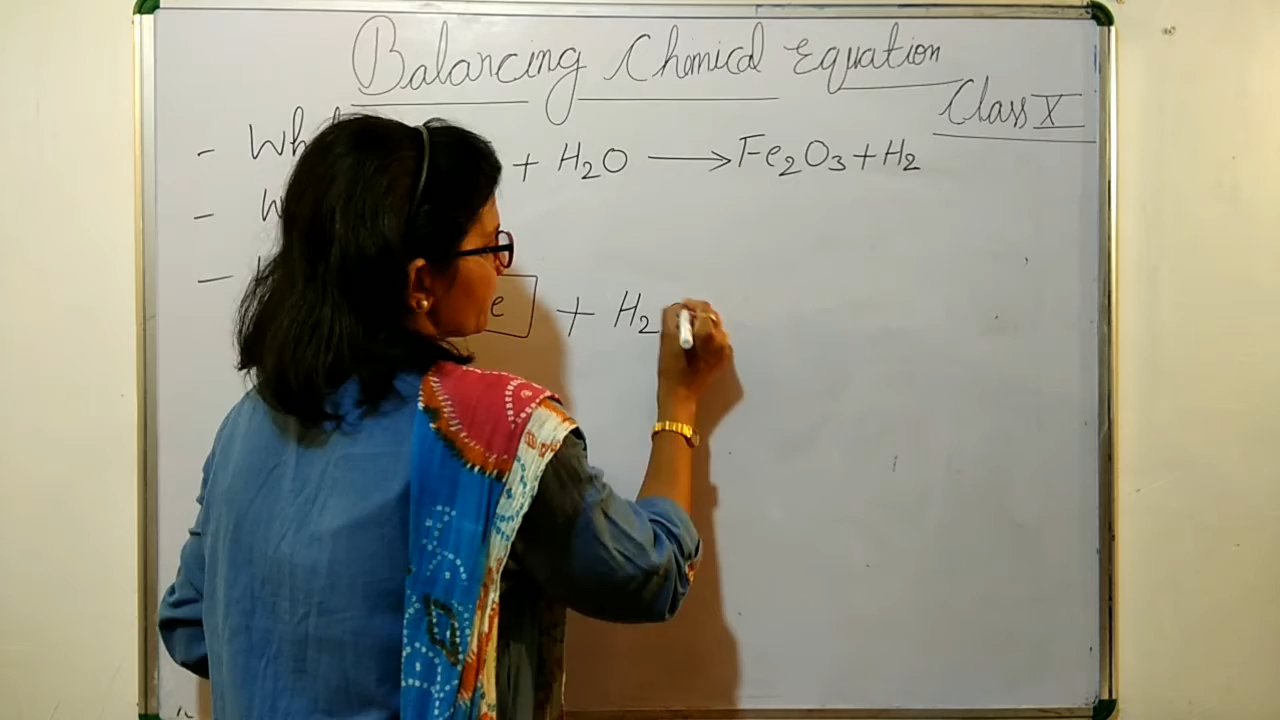 Balancing Chemical Equation
Class X
- Wh + H₂O ⟶ Fe₂O₃ + H₂
- W
-
e + H₂